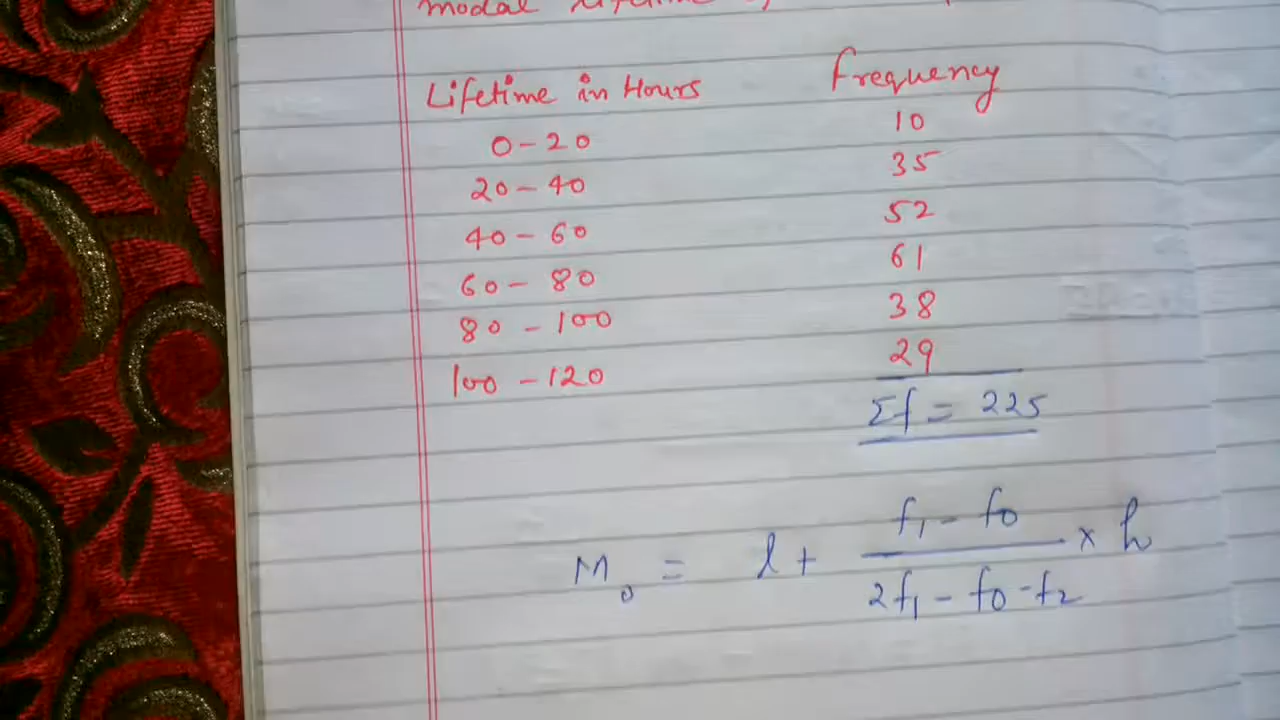 modal
Lifetime in Hours Frequency
0-20 10
20-40 35
40-60 52
60-80 61
80-100 38
100-120 29
Σf = 225
M₀ = l + (f₁ - f₀)/(2f₁ - f₀ - f₂) × h